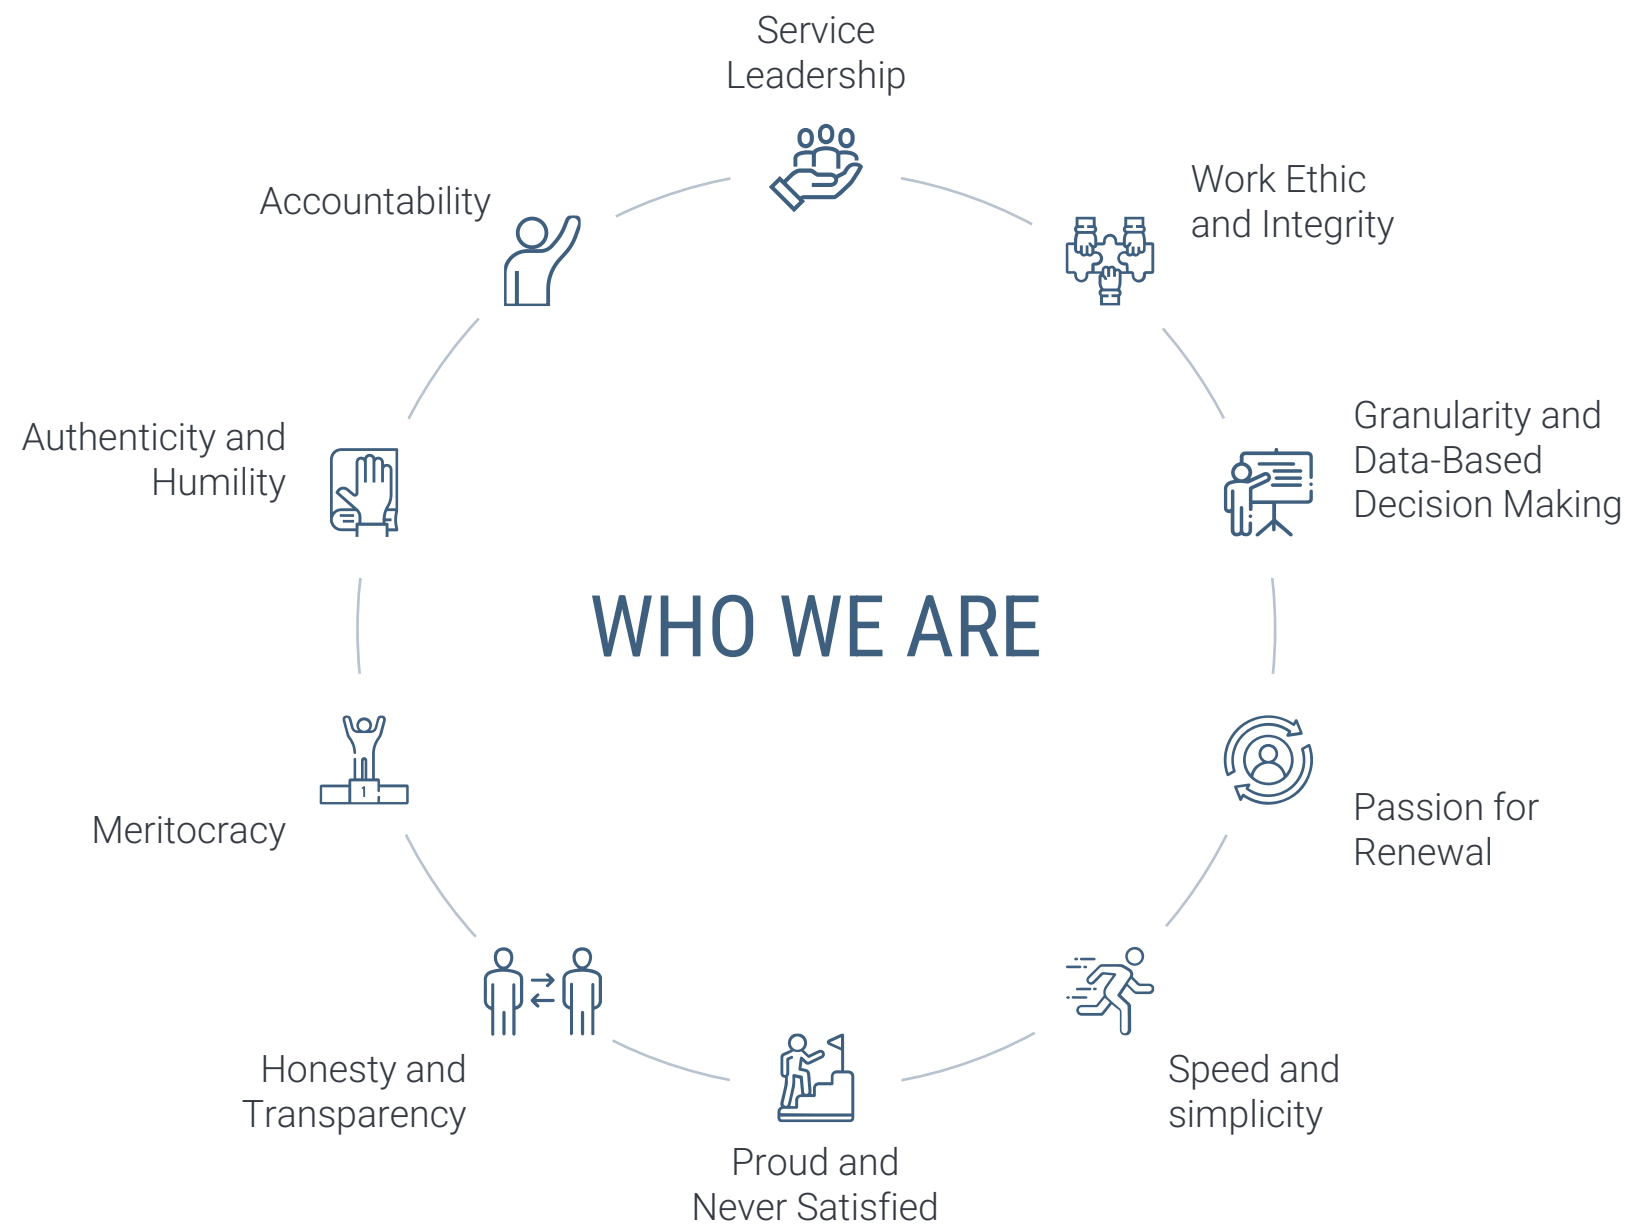 Service
Leadership
Work Ethic
and Integrity
Granularity and
Data-Based
Decision Making
Passion for
Renewal
Speed and
simplicity
Proud and
Never Satisfied
Honesty and
Transparency
Meritocracy
1
Authenticity and
Humility
Accountability
WHO WE ARE